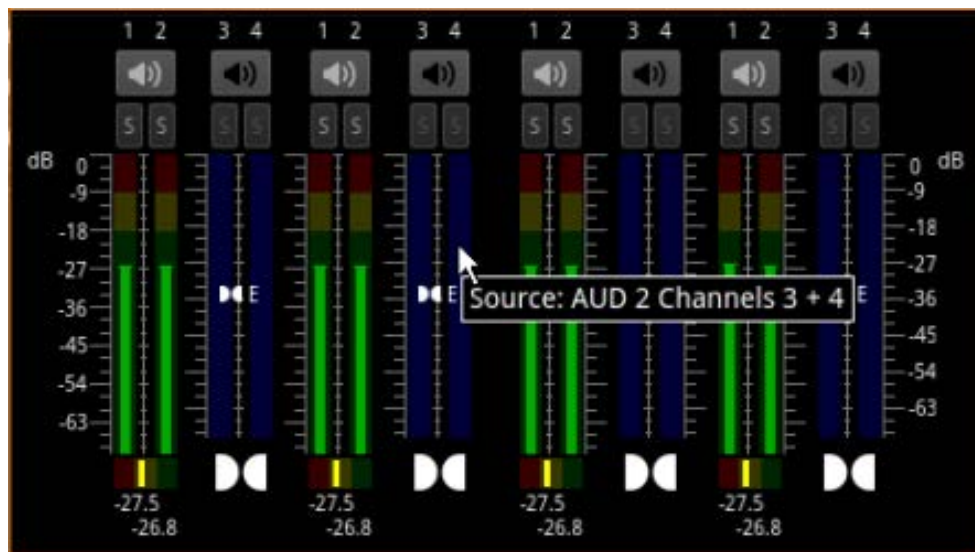 1 2 3 4 1 2 3 4 1 2 3 4 1 2 3 4
S S S S S S S S S S S S S S S S
dB 0 0 dB
-9 -9
-18 -18
-27 -27
Source: AUD 2 Channels 3 + 4
-36 E E E -36
-45 -45
-54 -54
-63 -63
-27.5 -27.5 -27.5 -27.5
-26.8 -26.8 -26.8 -26.8